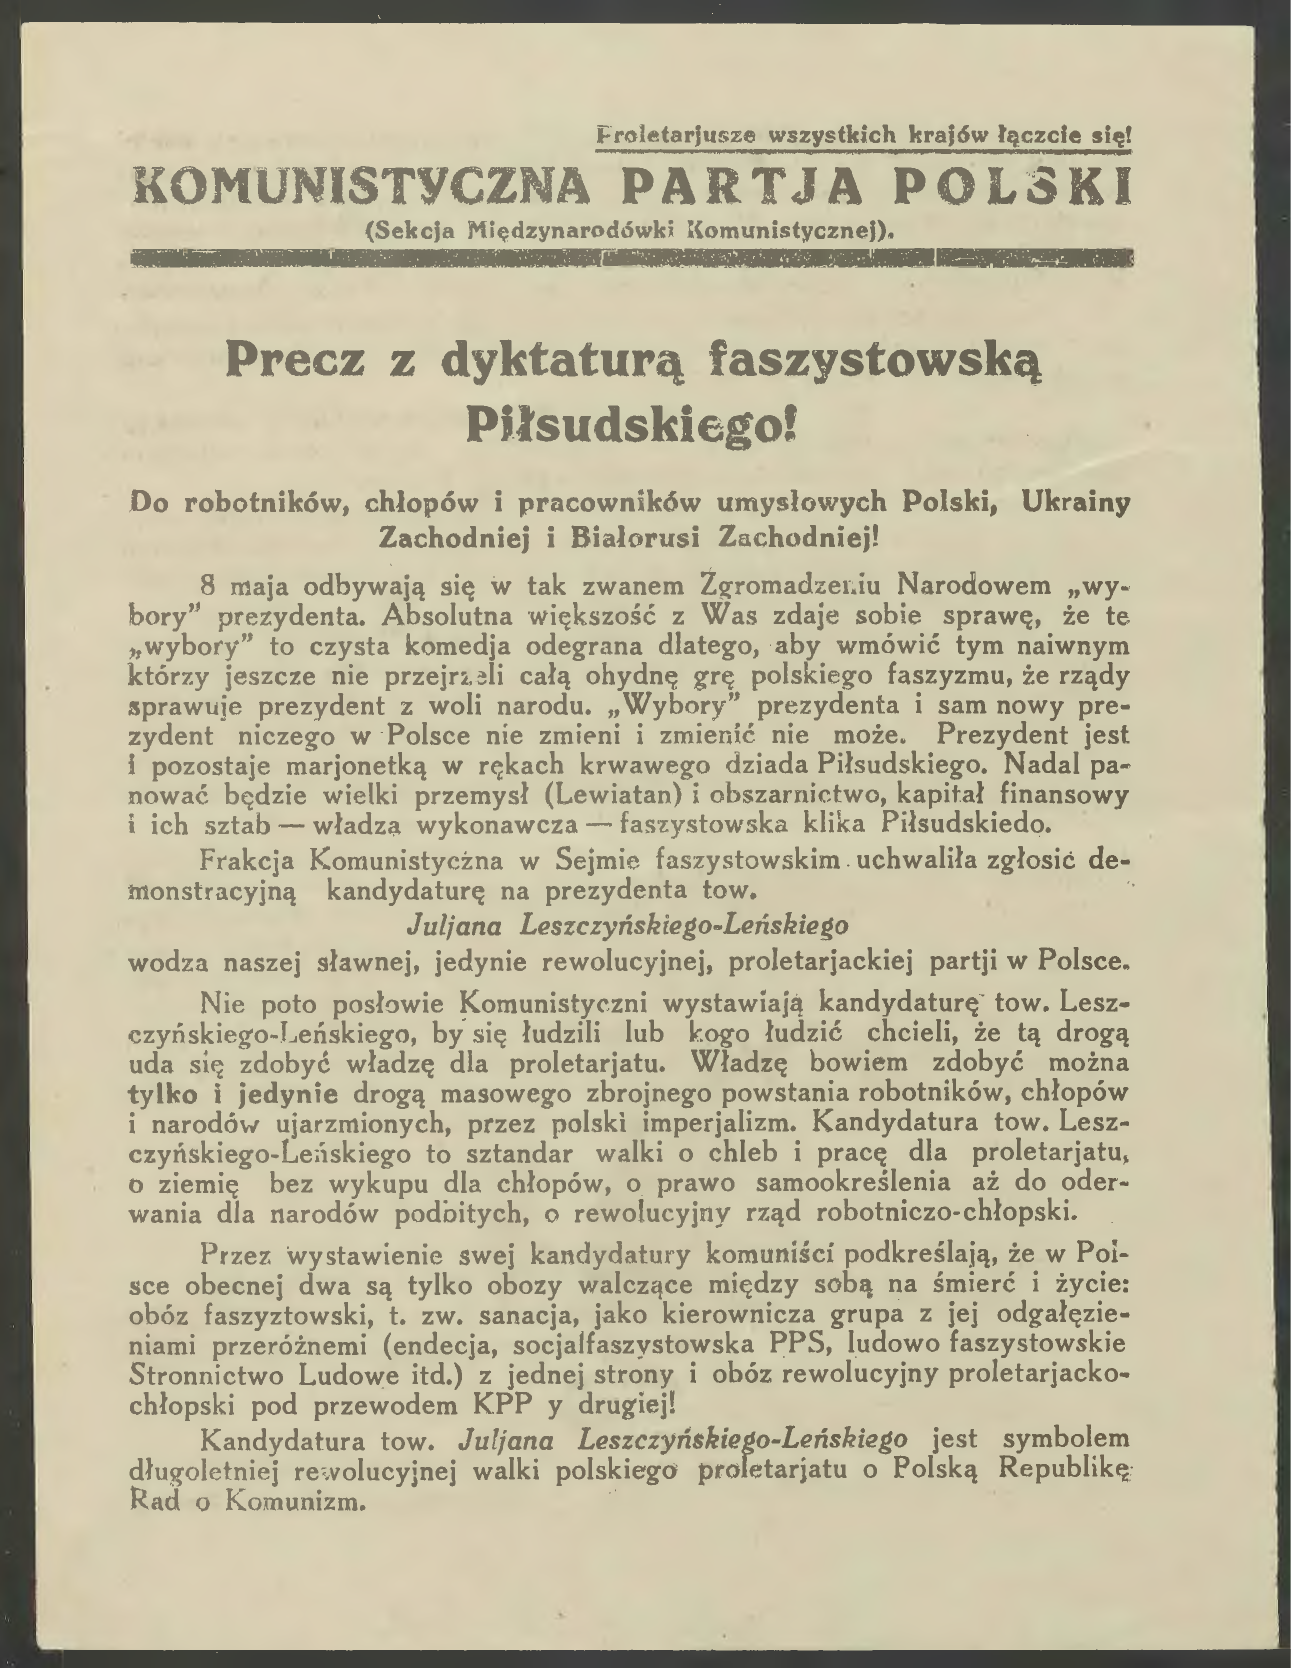 Proletarjusze wszystkich krajów łączcie się!
KOMUNISTYCZNA PARTJA POLSKI
(Sekcja Międzynarodówki Komunistycznej).
Precz z dyktaturą faszystowską
Piłsudskiego!
Do robotników, chłopów i pracowników umysłowych Polski, Ukrainy
Zachodniej i Białorusi Zachodniej!
8 maja odbywają się w tak zwanem Zgromadzeniu Narodowem „wy-
bory” prezydenta. Absolutna większość z Was zdaje sobie sprawę, że te
„wybory” to czysta komedja odegrana dlatego, aby wmówić tym naiwnym
którzy jeszcze nie przejrzeli całą ohydnę grę polskiego faszyzmu, że rządy
sprawuje prezydent z woli narodu. „Wybory” prezydenta i sam nowy pre-
zydent niczego w Polsce nie zmieni i zmienić nie może. Prezydent jest
i pozostaje marjonetką w rękach krwawego dziada Piłsudskiego. Nadal pa-
nować będzie wielki przemysł (Lewiatan) i obszarnictwo, kapitał finansowy
i ich sztab — władza wykonawcza — faszystowska klika Piłsudskiedo.
Frakcja Komunistyczna w Sejmie faszystowskim uchwaliła zgłosić de-
monstracyjną kandydaturę na prezydenta tow.
Juljana Leszczyńskiego-Leńskiego
wodza naszej sławnej, jedynie rewolucyjnej, proletarjackiej partji w Polsce.
Nie poto posłowie Komunistyczni wystawiają kandydaturę tow. Lesz-
czyńskiego-Leńskiego, by się łudzili lub kogo łudzić chcieli, że tą drogą
uda się zdobyć władzę dla proletarjatu. Władzę bowiem zdobyć można
tylko i jedynie drogą masowego zbrojnego powstania robotników, chłopów
i narodów ujarzmionych, przez polski imperjalizm. Kandydatura tow. Lesz-
czyńskiego-Leńskiego to sztandar walki o chleb i pracę dla proletarjatu,
o ziemię bez wykupu dla chłopów, o prawo samookreślenia aż do oder-
wania dla narodów podbitych, o rewolucyjny rząd robotniczo-chłopski.
Przez wystawienie swej kandydatury komuniści podkreślają, że w Pol-
sce obecnej dwa są tylko obozy walczące między sobą na śmierć i życie:
obóz faszyztowski, t. zw. sanacja, jako kierownicza grupa z jej odgałęzie-
niami przeróżnemi (endecja, socjalfaszystowska PPS, ludowo faszystowskie
Stronnictwo Ludowe itd.) z jednej strony i obóz rewolucyjny proletarjacko-
chłopski pod przewodem KPP y drugiej!
Kandydatura tow. Juljana Leszczyńskiego-Leńskiego jest symbolem
długoletniej rewolucyjnej walki polskiego proletarjatu o Polską Republikę
Rad o Komunizm.